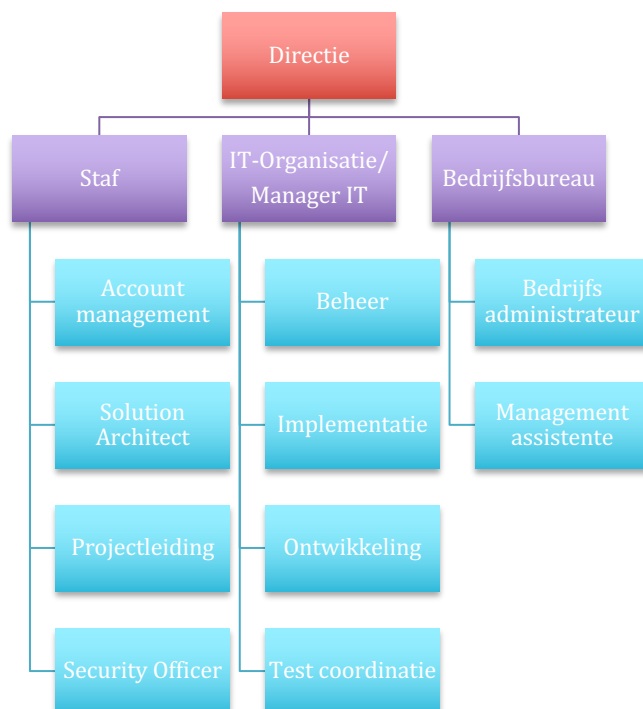 Directie
Staf
IT-Organisatie/
Manager IT
Bedrijfsbureau
Account
management
Beheer
Bedrijfs
administrateur
Solution
Architect
Implementatie
Management
assistente
Projectleiding
Ontwikkeling
Security Officer
Test coordinatie